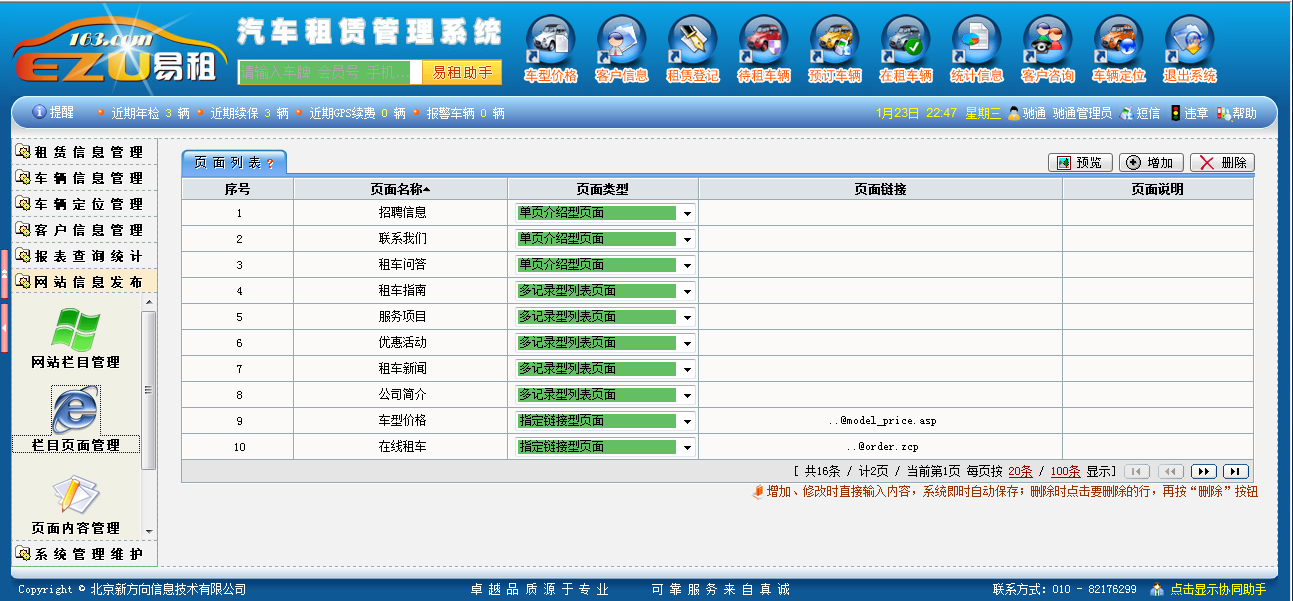 163.com
EZU易租
汽车租赁管理系统
请输入车牌 会员号 手机... 易租助手
车型价格 客户信息 租赁登记 待租车辆 预订车辆 在租车辆 统计信息 客户咨询 车辆定位 退出系统
提醒 近期年检 3 辆 近期续保 3 辆 近期GPS续费 0 辆 报警车辆 0 辆 1月23日 22:47 星期三 驰通 驰通管理员 短信 违章 帮助
租赁信息管理
车辆信息管理
车辆定位管理
客户信息管理
报表查询统计
网站信息发布
网站栏目管理
栏目页面管理
页面内容管理
系统管理维护
页面列表? 预览 增加 删除
序号 页面名称 页面类型 页面链接 页面说明
1 招聘信息 单页介绍型页面
2 联系我们 单页介绍型页面
3 租车问答 单页介绍型页面
4 租车指南 多记录型列表页面
5 服务项目 多记录型列表页面
6 优惠活动 多记录型列表页面
7 租车新闻 多记录型列表页面
8 公司简介 多记录型列表页面
9 车型价格 指定链接型页面 ..@model_price.asp
10 在线租车 指定链接型页面 ..@order.zcp
[ 共16条 / 计2页 / 当前第1页 每页按 20条 / 100条 显示]
增加、修改时直接输入内容，系统即时自动保存；删除时点击要删除的行，再按“删除”按钮
Copyright © 北京新方向信息技术有限公司 卓越品质源于专业 可靠服务来自真诚 联系方式：010 - 82176299 点击显示协同助手